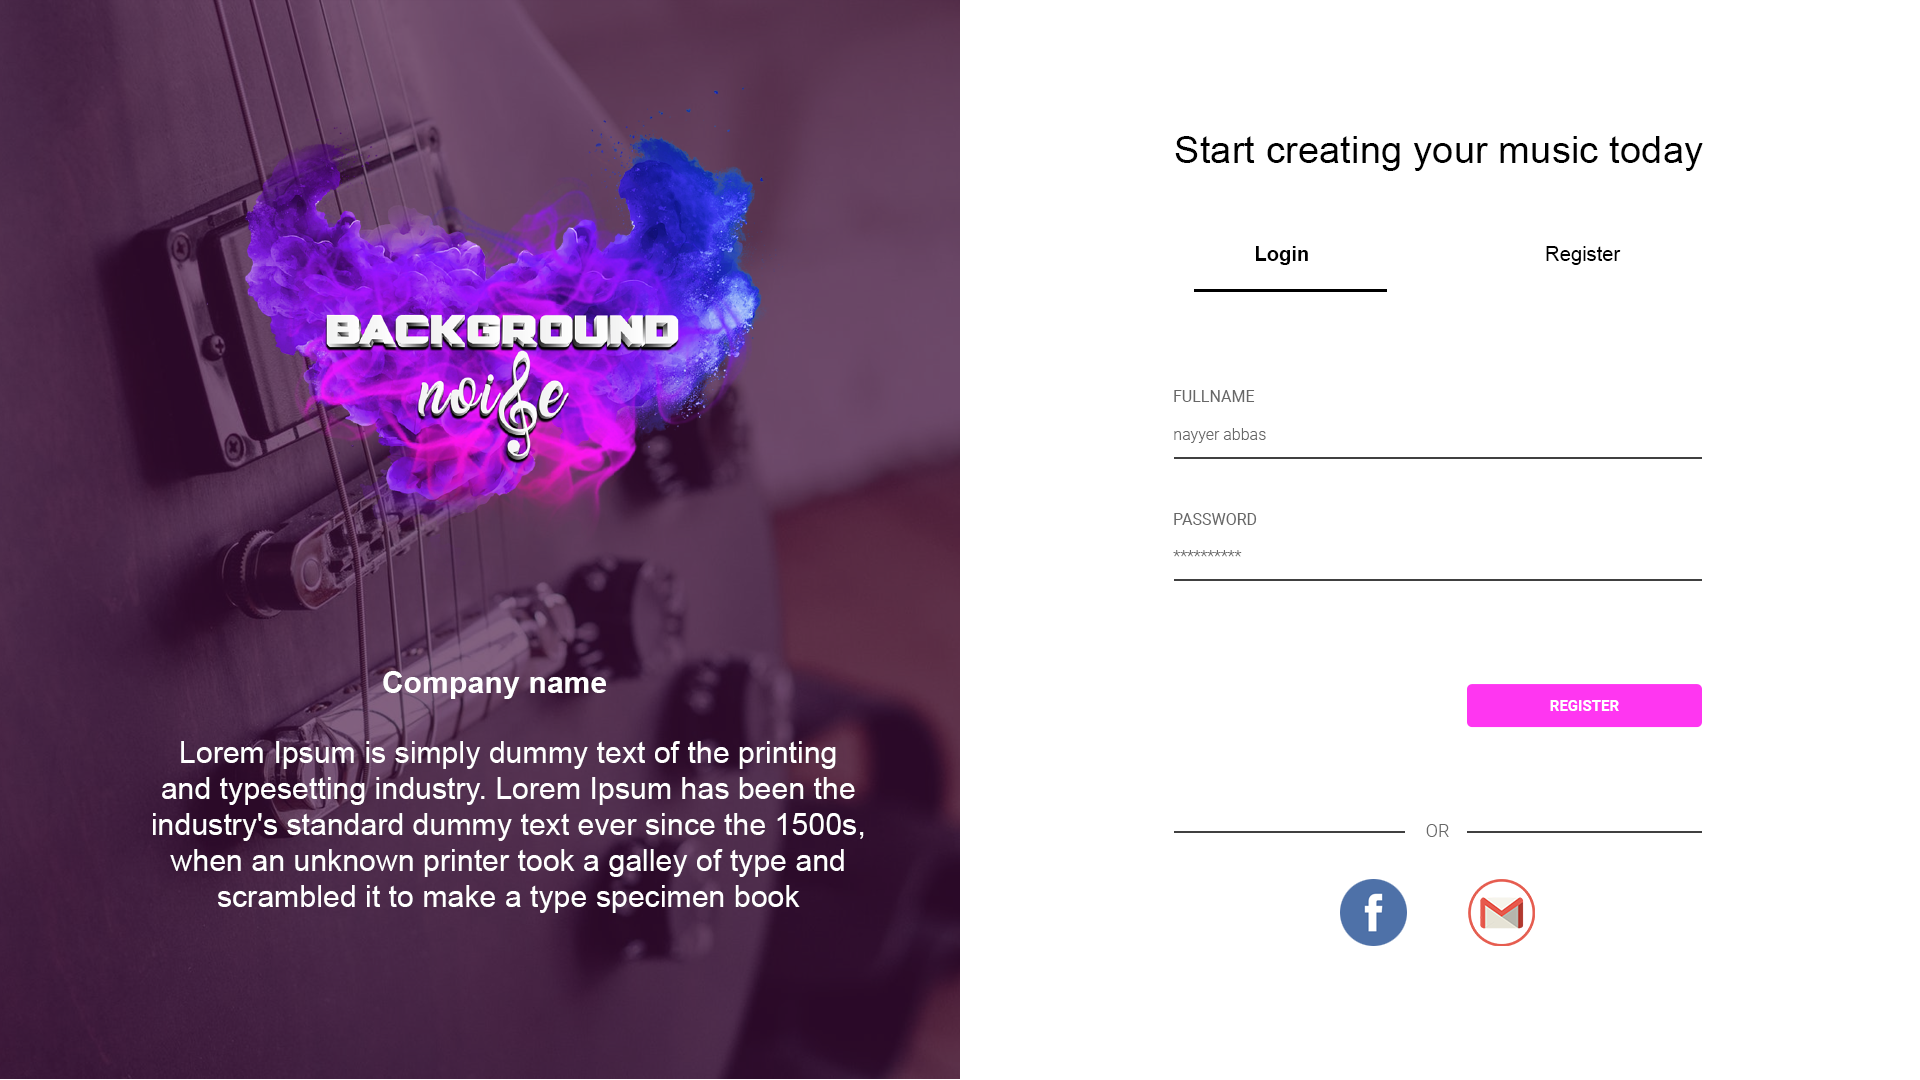 BACKGROUND
noise
Company name
Lorem Ipsum is simply dummy text of the printing
and typesetting industry. Lorem Ipsum has been the
industry's standard dummy text ever since the 1500s,
when an unknown printer took a galley of type and
scrambled it to make a type specimen book
Start creating your music today
Login Register
FULLNAME
nayyer abbas
PASSWORD
**********
REGISTER
OR
f M